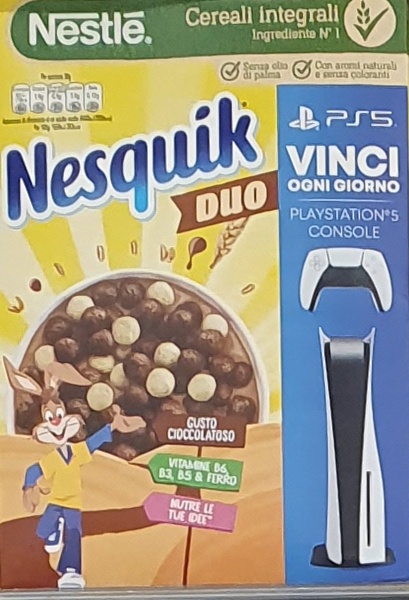 Nestlé®
Cereali integrali
Ingrediente N° 1
Senza olio
di palma
Con aromi naturali
e senza coloranti
Nesquik®
DUO
PS5
VINCI
OGNI GIORNO
PLAYSTATION®5
CONSOLE
GUSTO
CIOCCOLATOSO
VITAMINE B6,
B3, B5 & FERRO
NUTRE LE
TUE IDEE*